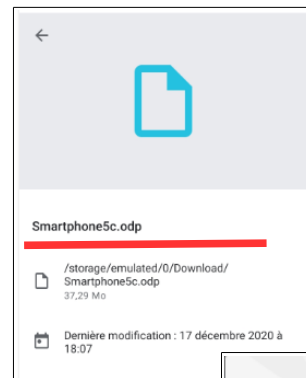 Smartphone5c.odp
/storage/emulated/0/Download/
Smartphone5c.odp
37,29 Mo
Dernière modification : 17 décembre 2020 à
18:07